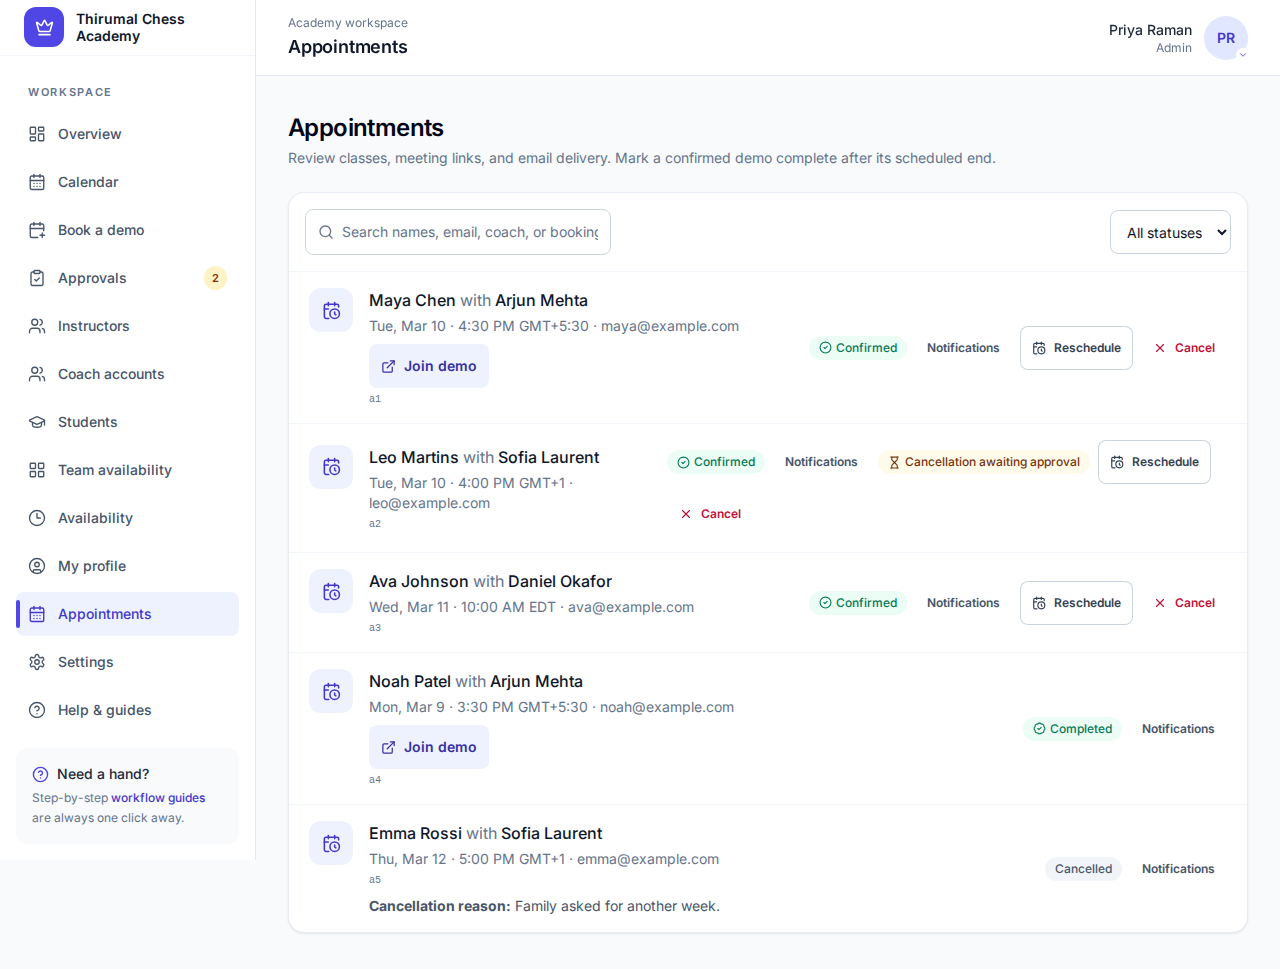 Thirumal Chess
Academy
WORKSPACE
Overview
Calendar
Book a demo
Approvals 2
Instructors
Coach accounts
Students
Team availability
Availability
My profile
Appointments
Settings
Help & guides
Need a hand?
Step-by-step workflow guides
are always one click away.
Academy workspace
Appointments
Priya Raman
Admin
PR
Appointments
Review classes, meeting links, and email delivery. Mark a confirmed demo complete after its scheduled end.
Search names, email, coach, or booking
All statuses
Maya Chen with Arjun Mehta
Tue, Mar 10 · 4:30 PM GMT+5:30 · maya@example.com
Join demo
a1
Confirmed Notifications Reschedule Cancel
Leo Martins with Sofia Laurent
Tue, Mar 10 · 4:00 PM GMT+1 ·
leo@example.com
a2
Confirmed Notifications Cancellation awaiting approval Reschedule
Cancel
Ava Johnson with Daniel Okafor
Wed, Mar 11 · 10:00 AM EDT · ava@example.com
a3
Confirmed Notifications Reschedule Cancel
Noah Patel with Arjun Mehta
Mon, Mar 9 · 3:30 PM GMT+5:30 · noah@example.com
Join demo
a4
Completed Notifications
Emma Rossi with Sofia Laurent
Thu, Mar 12 · 5:00 PM GMT+1 · emma@example.com
a5
Cancellation reason: Family asked for another week.
Cancelled Notifications